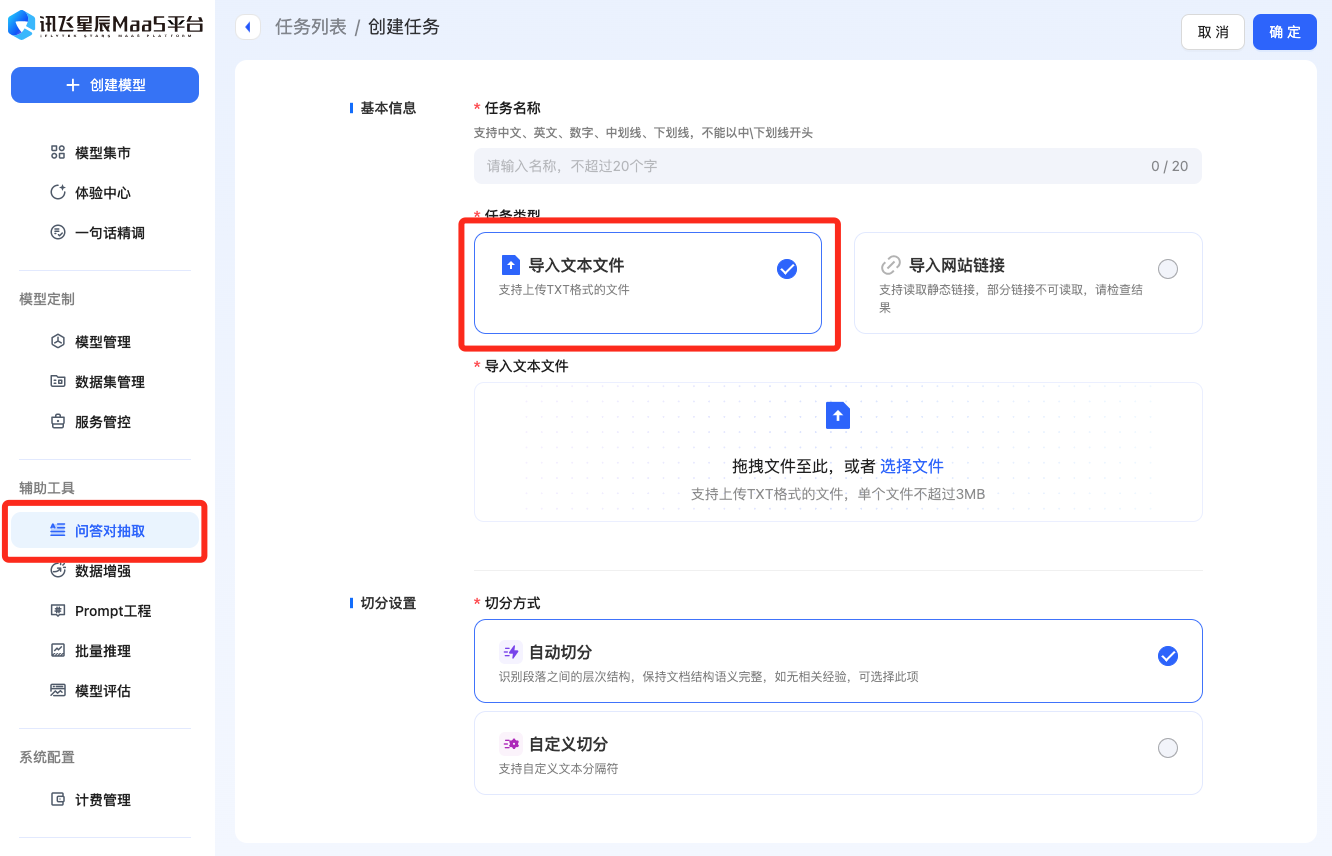 讯飞星辰MaaS平台
IFLYTEK STARS MAAS PLATFORM
创建模型
模型集市
体验中心
一句话精调
模型定制
模型管理
数据集管理
服务管控
辅助工具
问答对抽取
数据增强
Prompt工程
批量推理
模型评估
系统配置
计费管理
任务列表 / 创建任务
取 消
确 定
基本信息
* 任务名称
支持中文、英文、数字、中划线、下划线，不能以中\下划线开头
请输入名称，不超过20个字
0 / 20
* 任务类型
导入文本文件
支持上传TXT格式的文件
导入网站链接
支持读取静态链接，部分链接不可读取，请检查结
果
* 导入文本文件
拖拽文件至此，或者 选择文件
支持上传TXT格式的文件，单个文件不超过3MB
切分设置
* 切分方式
自动切分
识别段落之间的层次结构，保持文档结构语义完整，如无相关经验，可选择此项
自定义切分
支持自定义文本分隔符